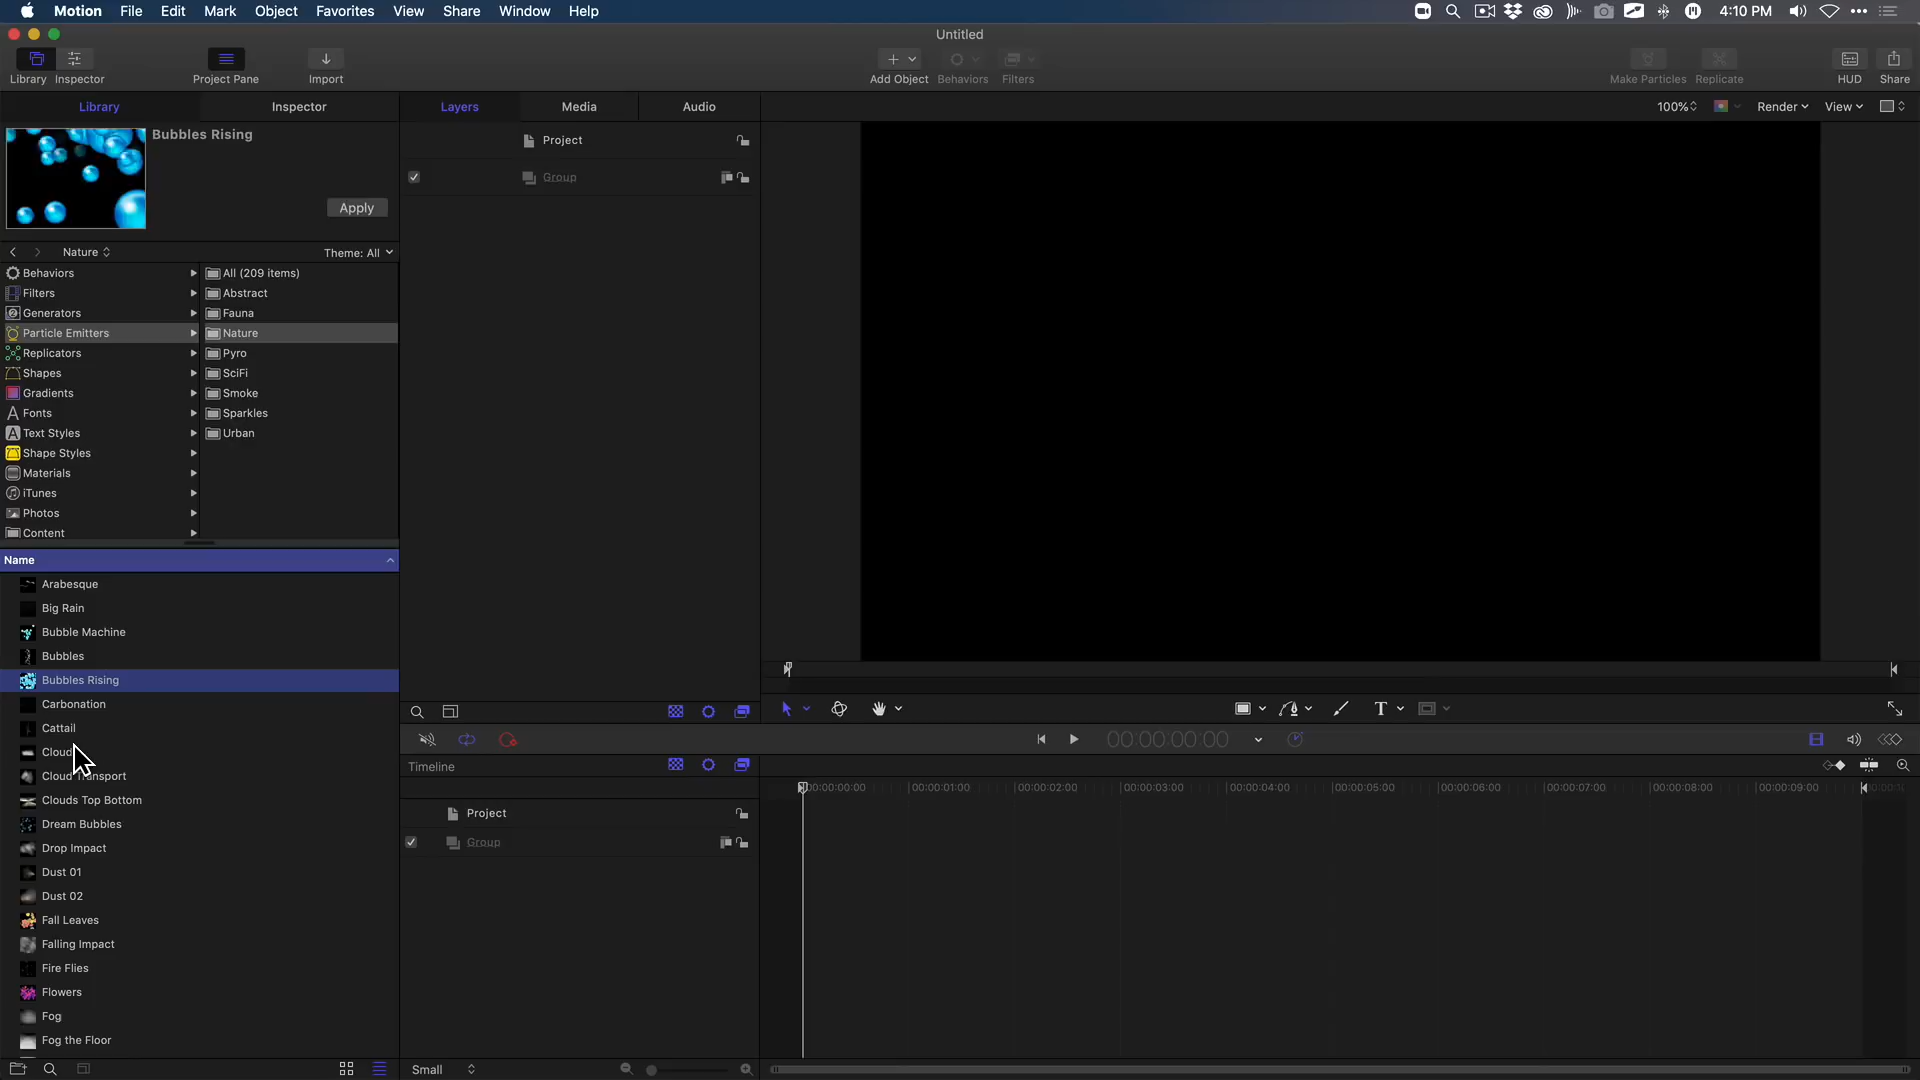 Motion File Edit Mark Object Favorites View Share Window Help 4:10 PM
Untitled
Library Inspector Project Pane Import Add Object Behaviors Filters Make Particles Replicate HUD Share
Library Inspector Layers Media Audio 100% Render View
Bubbles Rising
Apply
Project
Group
Nature Theme: All
Behaviors All (209 items)
Filters Abstract
Generators Fauna
Particle Emitters Nature
Replicators Pyro
Shapes SciFi
Gradients Smoke
Fonts Sparkles
Text Styles Urban
Shape Styles
Materials
iTunes
Photos
Content
Name
Arabesque
Big Rain
Bubble Machine
Bubbles
Bubbles Rising
Carbonation
Cattail
Cloud
Cloud Transport
Clouds Top Bottom
Dream Bubbles
Drop Impact
Dust 01
Dust 02
Fall Leaves
Falling Impact
Fire Flies
Flowers
Fog
Fog the Floor
00:00:00:00
Timeline
00:00:00:00 00:00:01:00 00:00:02:00 00:00:03:00 00:00:04:00 00:00:05:00 00:00:06:00 00:00:07:00 00:00:08:00 00:00:09:00
Project
Group
Small